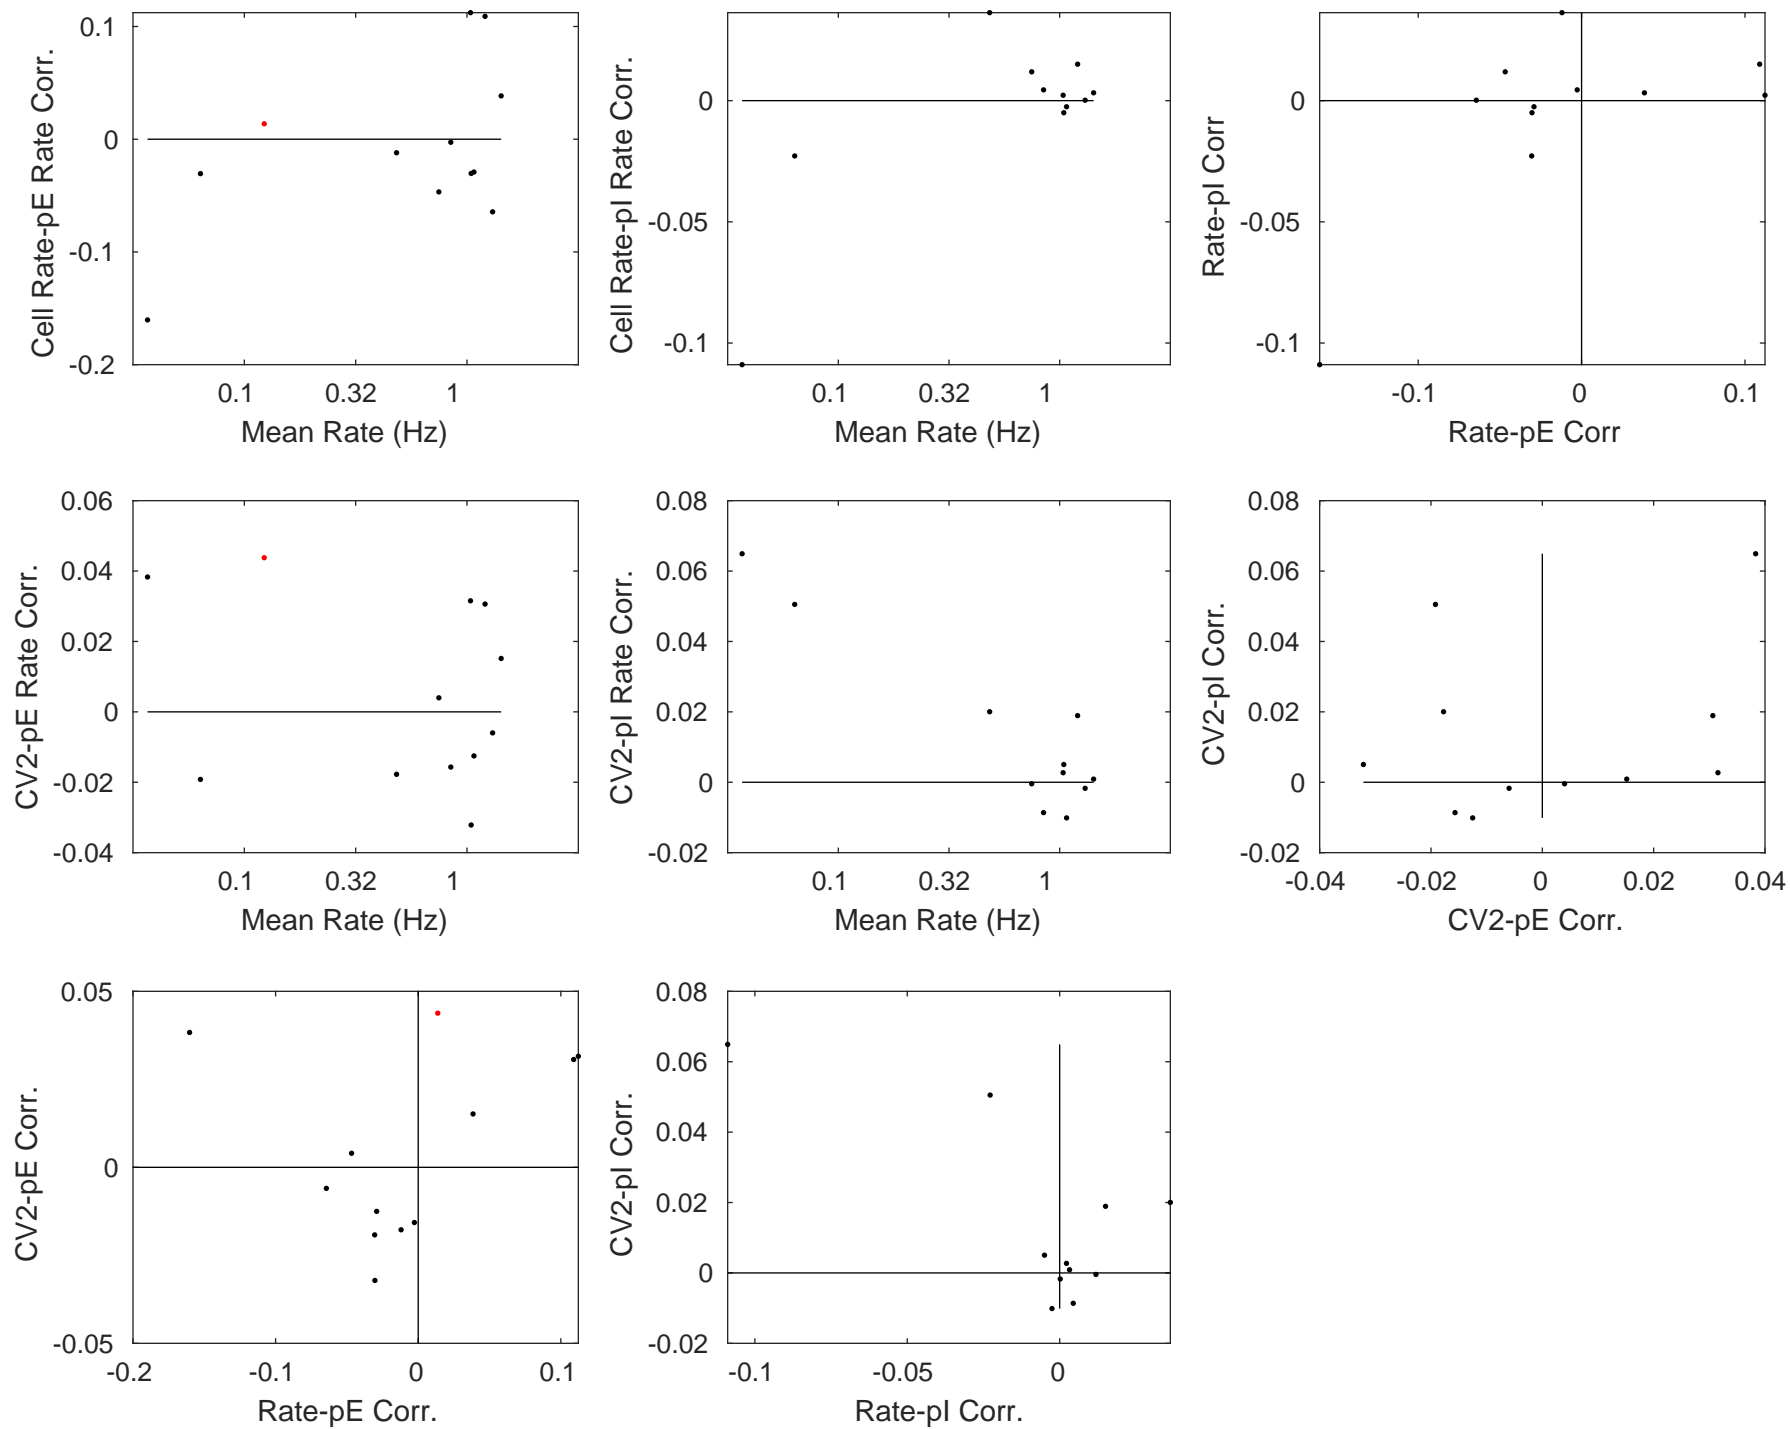 0.1
0
-0.1
-0.2
Cell Rate-pE Rate Corr.
0.1 0.32 1
Mean Rate (Hz)
0
-0.05
-0.1
Cell Rate-pI Rate Corr.
0.1 0.32 1
Mean Rate (Hz)
0
-0.05
-0.1
Rate-pI Corr
-0.1 0 0.1
Rate-pE Corr
0.06
0.04
0.02
0
-0.02
-0.04
CV2-pE Rate Corr.
0.1 0.32 1
Mean Rate (Hz)
0.08
0.06
0.04
0.02
0
-0.02
CV2-pI Rate Corr.
0.1 0.32 1
Mean Rate (Hz)
0.08
0.06
0.04
0.02
0
-0.02
CV2-pI Corr.
-0.04 -0.02 0 0.02 0.04
CV2-pE Corr.
0.05
0
-0.05
CV2-pE Corr.
-0.2 -0.1 0 0.1
Rate-pE Corr.
0.08
0.06
0.04
0.02
0
-0.02
CV2-pI Corr.
-0.1 -0.05 0
Rate-pI Corr.